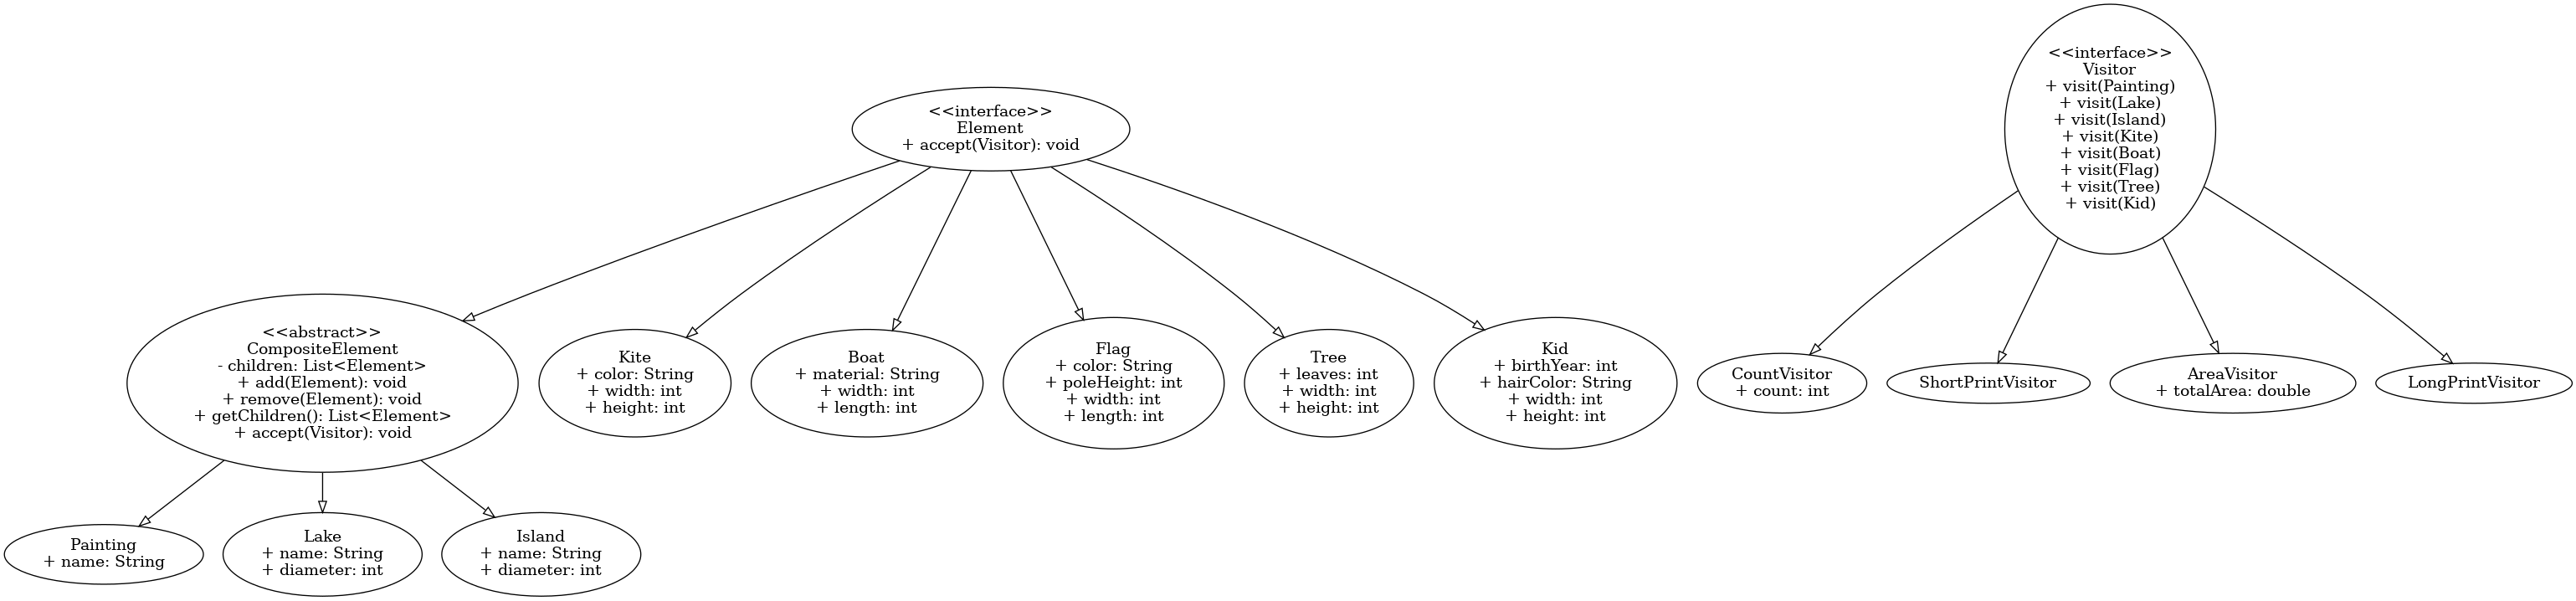 <<interface>>
Element
+ accept(Visitor): void
<<interface>>
Visitor
+ visit(Painting)
+ visit(Lake)
+ visit(Island)
+ visit(Kite)
+ visit(Boat)
+ visit(Flag)
+ visit(Tree)
+ visit(Kid)
<<abstract>>
CompositeElement
- children: List<Element>
+ add(Element): void
+ remove(Element): void
+ getChildren(): List<Element>
+ accept(Visitor): void
Kite
+ color: String
+ width: int
+ height: int
Boat
+ material: String
+ width: int
+ length: int
Flag
+ color: String
+ poleHeight: int
+ width: int
+ length: int
Tree
+ leaves: int
+ width: int
+ height: int
Kid
+ birthYear: int
+ hairColor: String
+ width: int
+ height: int
CountVisitor
+ count: int
ShortPrintVisitor
AreaVisitor
+ totalArea: double
LongPrintVisitor
Painting
+ name: String
Lake
+ name: String
+ diameter: int
Island
+ name: String
+ diameter: int